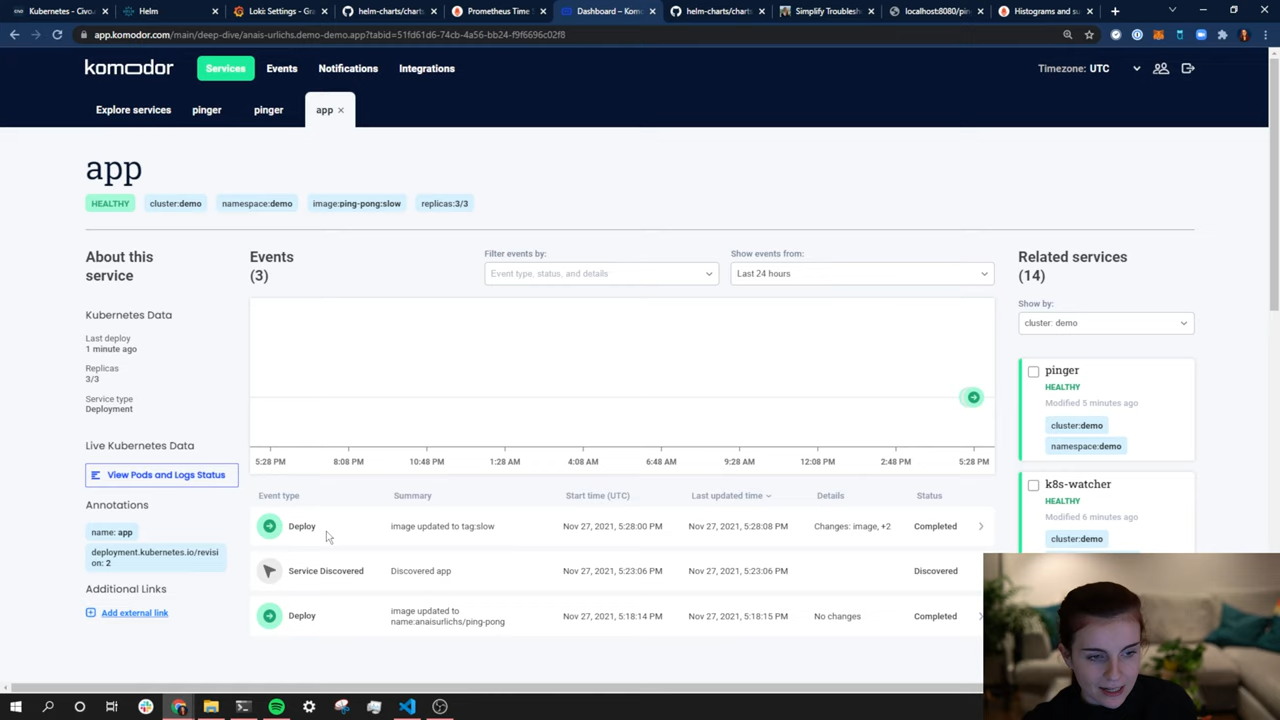 Kubernetes - Civo.
Helm
Loki: Settings - Gra
helm-charts/charts
Prometheus Time S
Dashboard – Komo
helm-charts/charts
Simplify Troublesh
localhost:8080/pin
Histograms and su
app.komodor.com/main/deep-dive/anais-urlichs.demo-demo.app?tabid=51fd61d6-74cb-4a56-bb24-f9f6696c02f8
komodor
Services
Events
Notifications
Integrations
Timezone: UTC
Explore services
pinger
pinger
app
app
HEALTHY
cluster:demo
namespace:demo
image:ping-pong:slow
replicas:3/3
About this
service
Kubernetes Data
Last deploy
1 minute ago
Replicas
3/3
Service type
Deployment
Live Kubernetes Data
View Pods and Logs Status
Annotations
name: app
deployment.kubernetes.io/revisi
on: 2
Additional Links
Add external link
Events
(3)
Filter events by:
Event type, status, and details
Show events from:
Last 24 hours
5:28 PM
8:08 PM
10:48 PM
1:28 AM
4:08 AM
6:48 AM
9:28 AM
12:08 PM
2:48 PM
5:28 PM
Event type
Summary
Start time (UTC)
Last updated time
Details
Status
Deploy
image updated to tag:slow
Nov 27, 2021, 5:28:00 PM
Nov 27, 2021, 5:28:08 PM
Changes: image, +2
Completed
Service Discovered
Discovered app
Nov 27, 2021, 5:23:06 PM
Nov 27, 2021, 5:23:06 PM
Discovered
Deploy
image updated to
name:anaisurlichs/ping-pong
Nov 27, 2021, 5:18:14 PM
Nov 27, 2021, 5:18:15 PM
No changes
Completed
Related services
(14)
Show by:
cluster: demo
pinger
HEALTHY
Modified 5 minutes ago
cluster:demo
namespace:demo
k8s-watcher
HEALTHY
Modified 6 minutes ago
cluster:demo